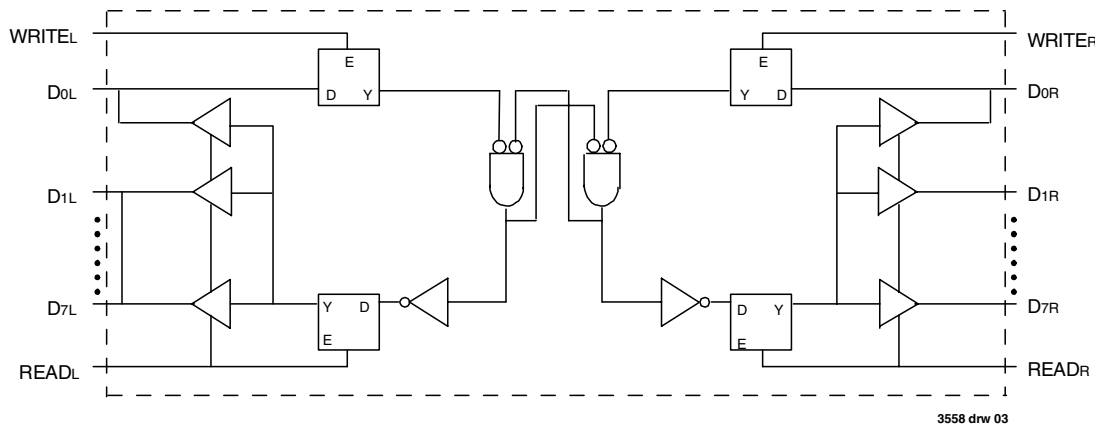 WRITEL
WRITER
E
D Y
E
Y D
D0L
D0R
D1L
D1R
D7L
D7R
Y D
E
D Y
E
READL
READR
3558 drw 03